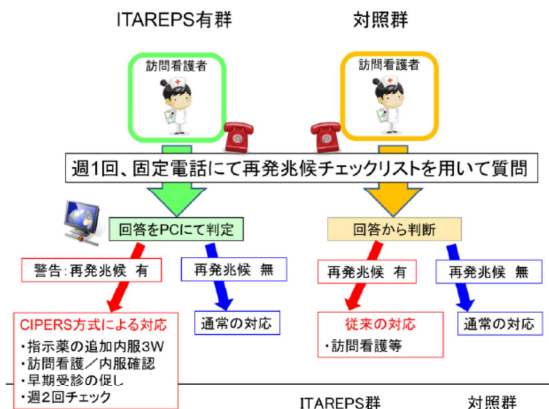 ITAREPS有群
対照群
訪問看護者
訪問看護者
週1回、固定電話にて再発兆候チェックリストを用いて質問
回答をPCにて判定
回答から判断
警告:再発兆候 有
再発兆候 無
再発兆候 有
再発兆候 無
CIPERS方式による対応
・指示薬の追加内服3W
・訪問看護/内服確認
・早期受診の促し
・週2回チェック
通常の対応
従来の対応
・訪問看護等
通常の対応
ITAREPS群
対照群